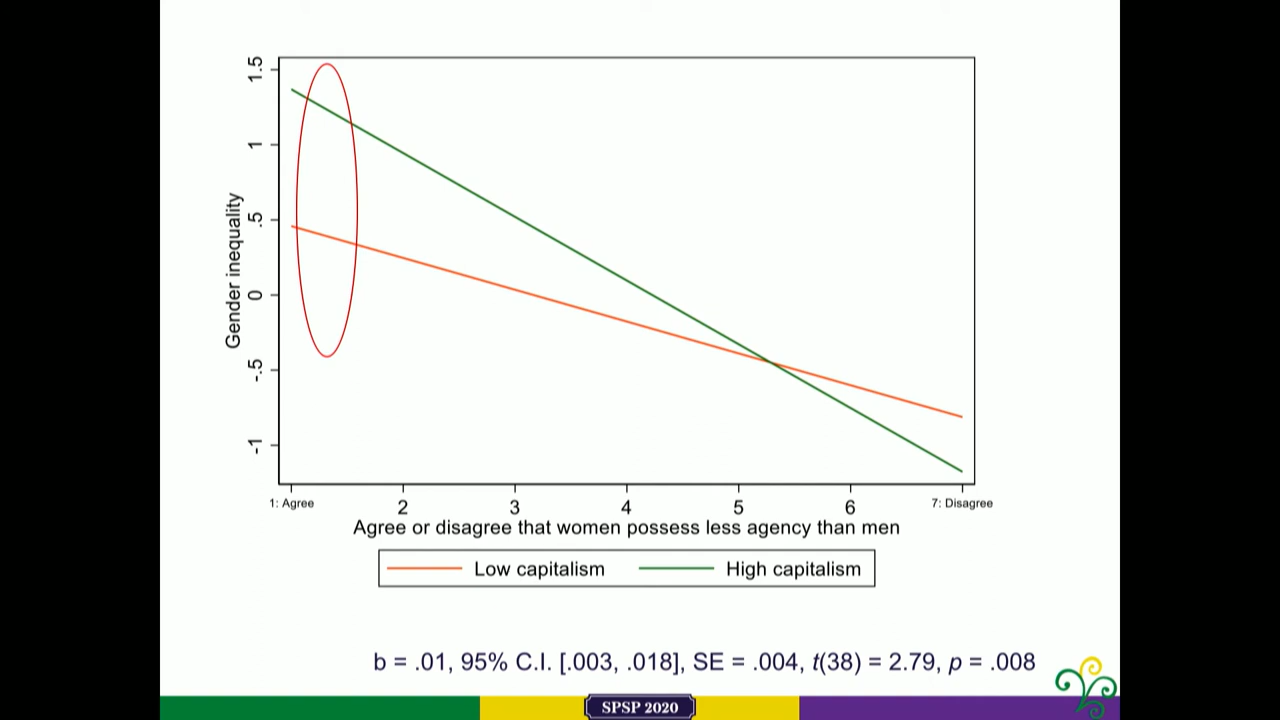 1.5
1
.5
0
-.5
-1
Gender inequality
1: Agree 2 3 4 5 6 7: Disagree
Agree or disagree that women possess less agency than men
Low capitalism High capitalism
b = .01, 95% C.I. [.003, .018], SE = .004, t(38) = 2.79, p = .008
SPSP 2020